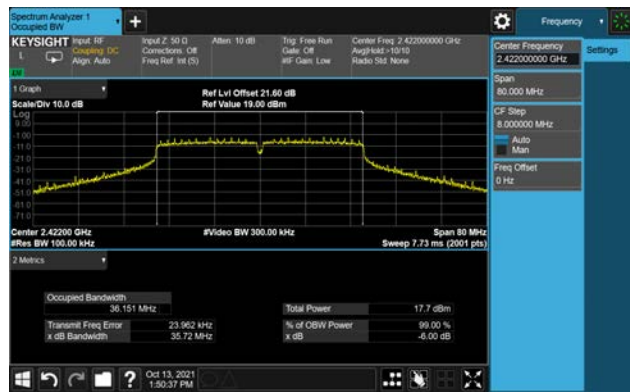 Spectrum Analyzer 1
Occupied BW
Frequency
KEYSIGHT
Input: RF
Coupling: DC
Align: Auto
Input Z: 50 Ω
Corrections: Off
Freq Ref: Int (S)
Atten: 10 dB
Trig: Free Run
Gate: Off
#IF Gain: Low
Center Freq: 2.422000000 GHz
Avg|Hold:>10/10
Radio Std: None
L
Center Frequency
2.422000000 GHz
Settings
Span
80.000 MHz
CF Step
8.000000 MHz
Auto
Man
Freq Offset
0 Hz
1 Graph
Scale/Div 10.0 dB
Ref Lvl Offset 21.60 dB
Ref Value 19.00 dBm
Log
9.00
-1.00
-11.0
-21.0
-31.0
-41.0
-51.0
-61.0
-71.0
Center 2.42200 GHz
#Res BW 100.00 kHz
#Video BW 300.00 kHz
Span 80 MHz
Sweep 7.73 ms (2001 pts)
2 Metrics
Occupied Bandwidth
36.151 MHz
Total Power 17.7 dBm
Transmit Freq Error 23.962 kHz
% of OBW Power 99.00 %
x dB Bandwidth 35.72 MHz
x dB -6.00 dB
?
Oct 13, 2021
1:50:37 PM